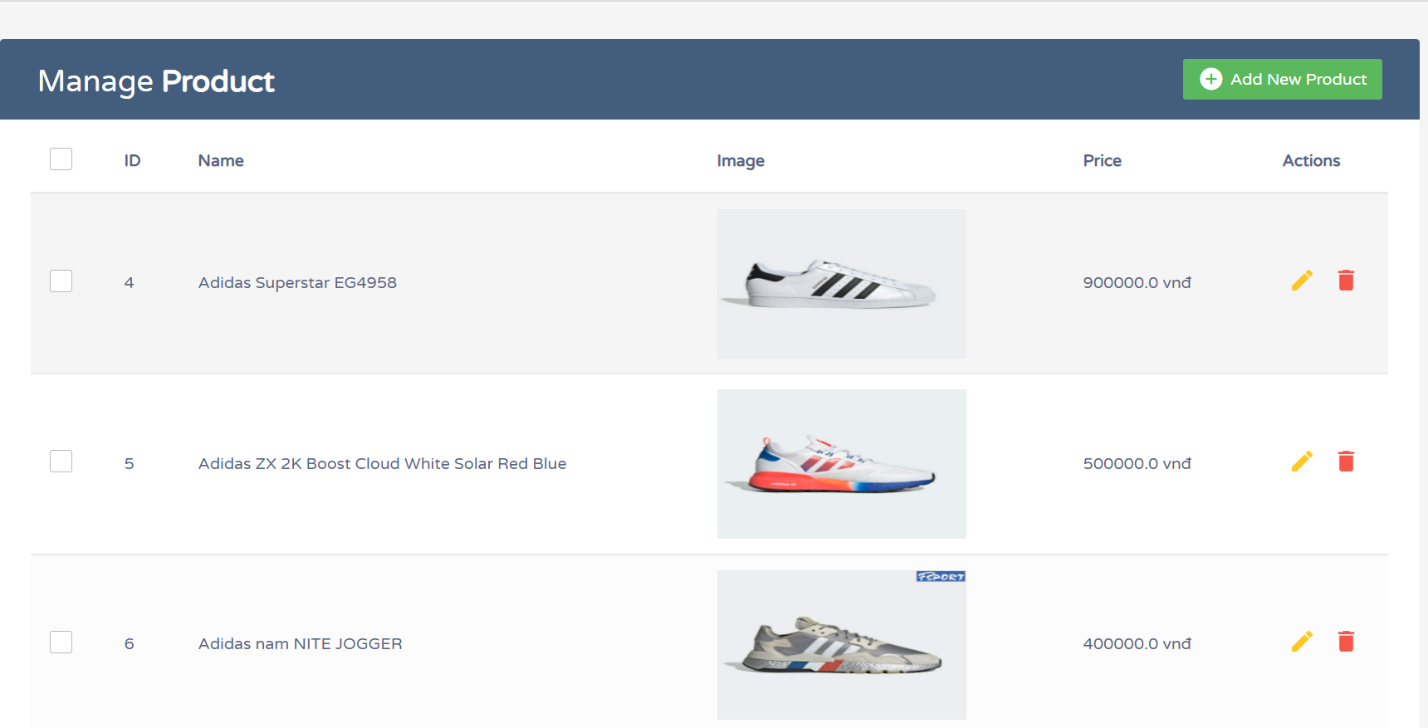 Manage Product
Add New Product
ID Name Image Price Actions
4 Adidas Superstar EG4958 900000.0 vnđ
5 Adidas ZX 2K Boost Cloud White Solar Red Blue 500000.0 vnđ
FSPORT
6 Adidas nam NITE JOGGER 400000.0 vnđ